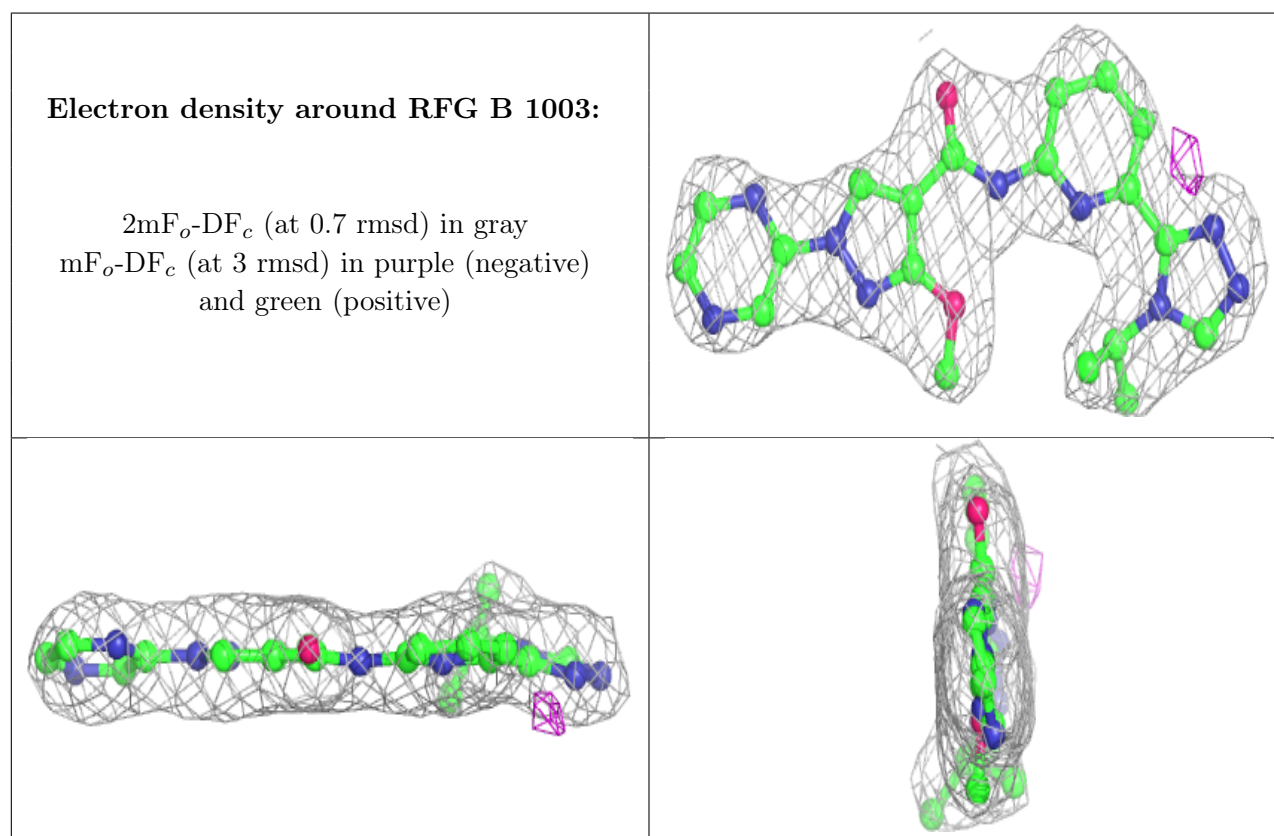 Electron density around RFG B 1003:
2mFo-DFc (at 0.7 rmsd) in gray
mFo-DFc (at 3 rmsd) in purple (negative)
and green (positive)